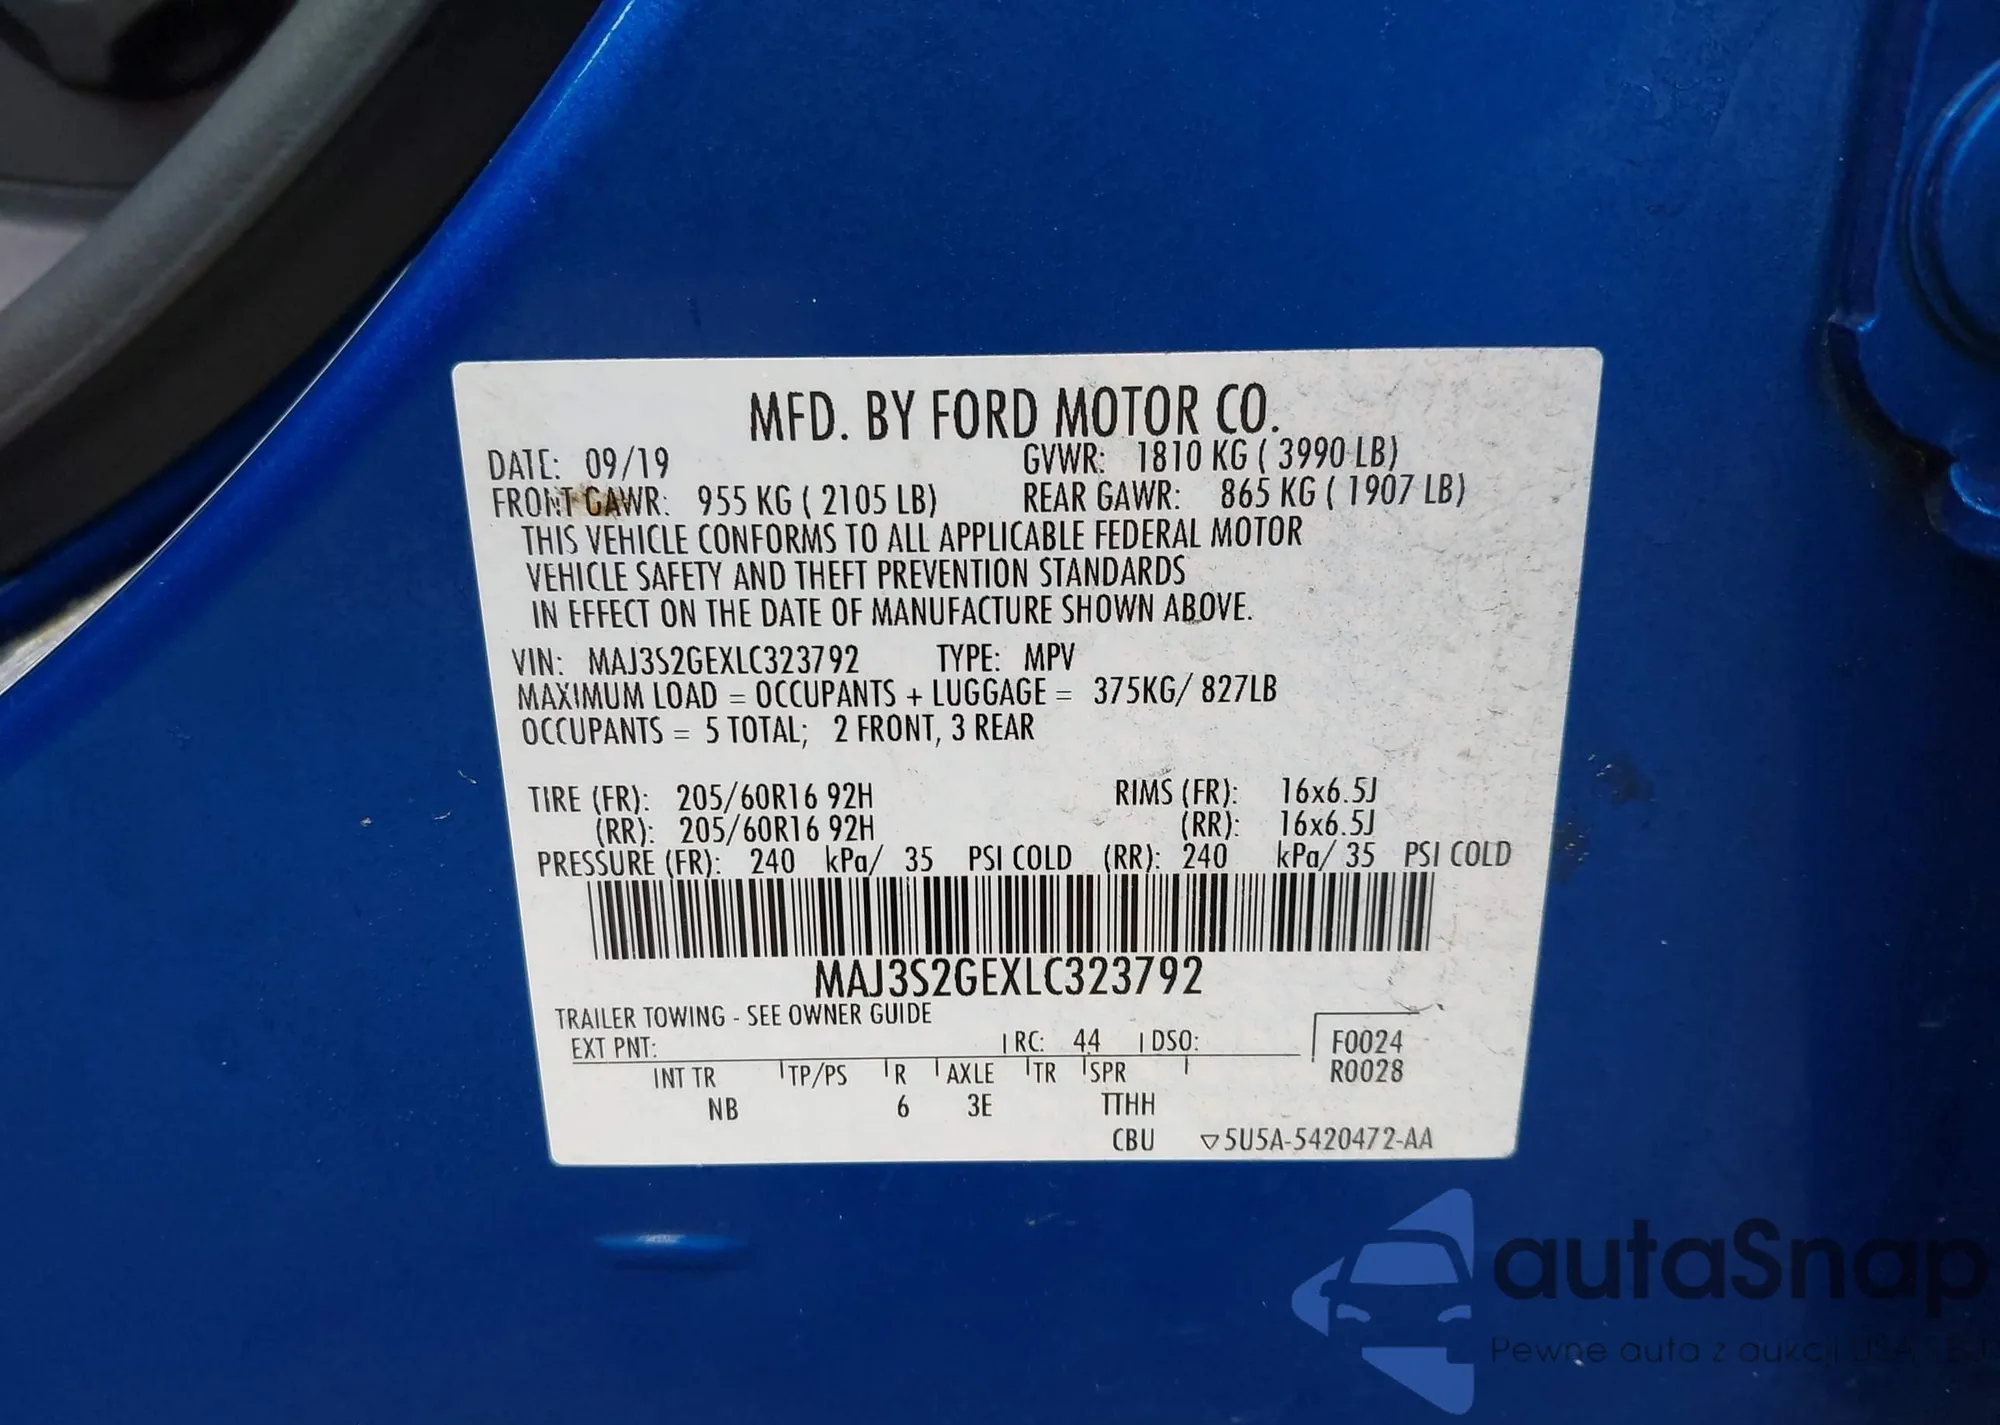 MFD. BY FORD MOTOR CO.
DATE: 09/19 GVWR: 1810 KG ( 3990 LB)
FRONT GAWR: 955 KG ( 2105 LB) REAR GAWR: 865 KG ( 1907 LB)
THIS VEHICLE CONFORMS TO ALL APPLICABLE FEDERAL MOTOR
VEHICLE SAFETY AND THEFT PREVENTION STANDARDS
IN EFFECT ON THE DATE OF MANUFACTURE SHOWN ABOVE.
VIN: MAJ3S2GEXLC323792 TYPE: MPV
MAXIMUM LOAD = OCCUPANTS + LUGGAGE = 375KG/ 827LB
OCCUPANTS = 5 TOTAL; 2 FRONT, 3 REAR
TIRE (FR): 205/60R16 92H RIMS (FR): 16x6.5J
(RR): 205/60R16 92H (RR): 16x6.5J
PRESSURE (FR): 240 kPa/ 35 PSI COLD (RR): 240 kPa/ 35 PSI COLD
MAJ3S2GEXLC323792
TRAILER TOWING - SEE OWNER GUIDE
EXT PNT: RC: 44 DSO: F0024
INT TR TP/PS R AXLE TR SPR R0028
NB 6 3E TTHH
CBU ▽5U5A-5420472-AA
autaSnap
Pewne auta z aukcji USA